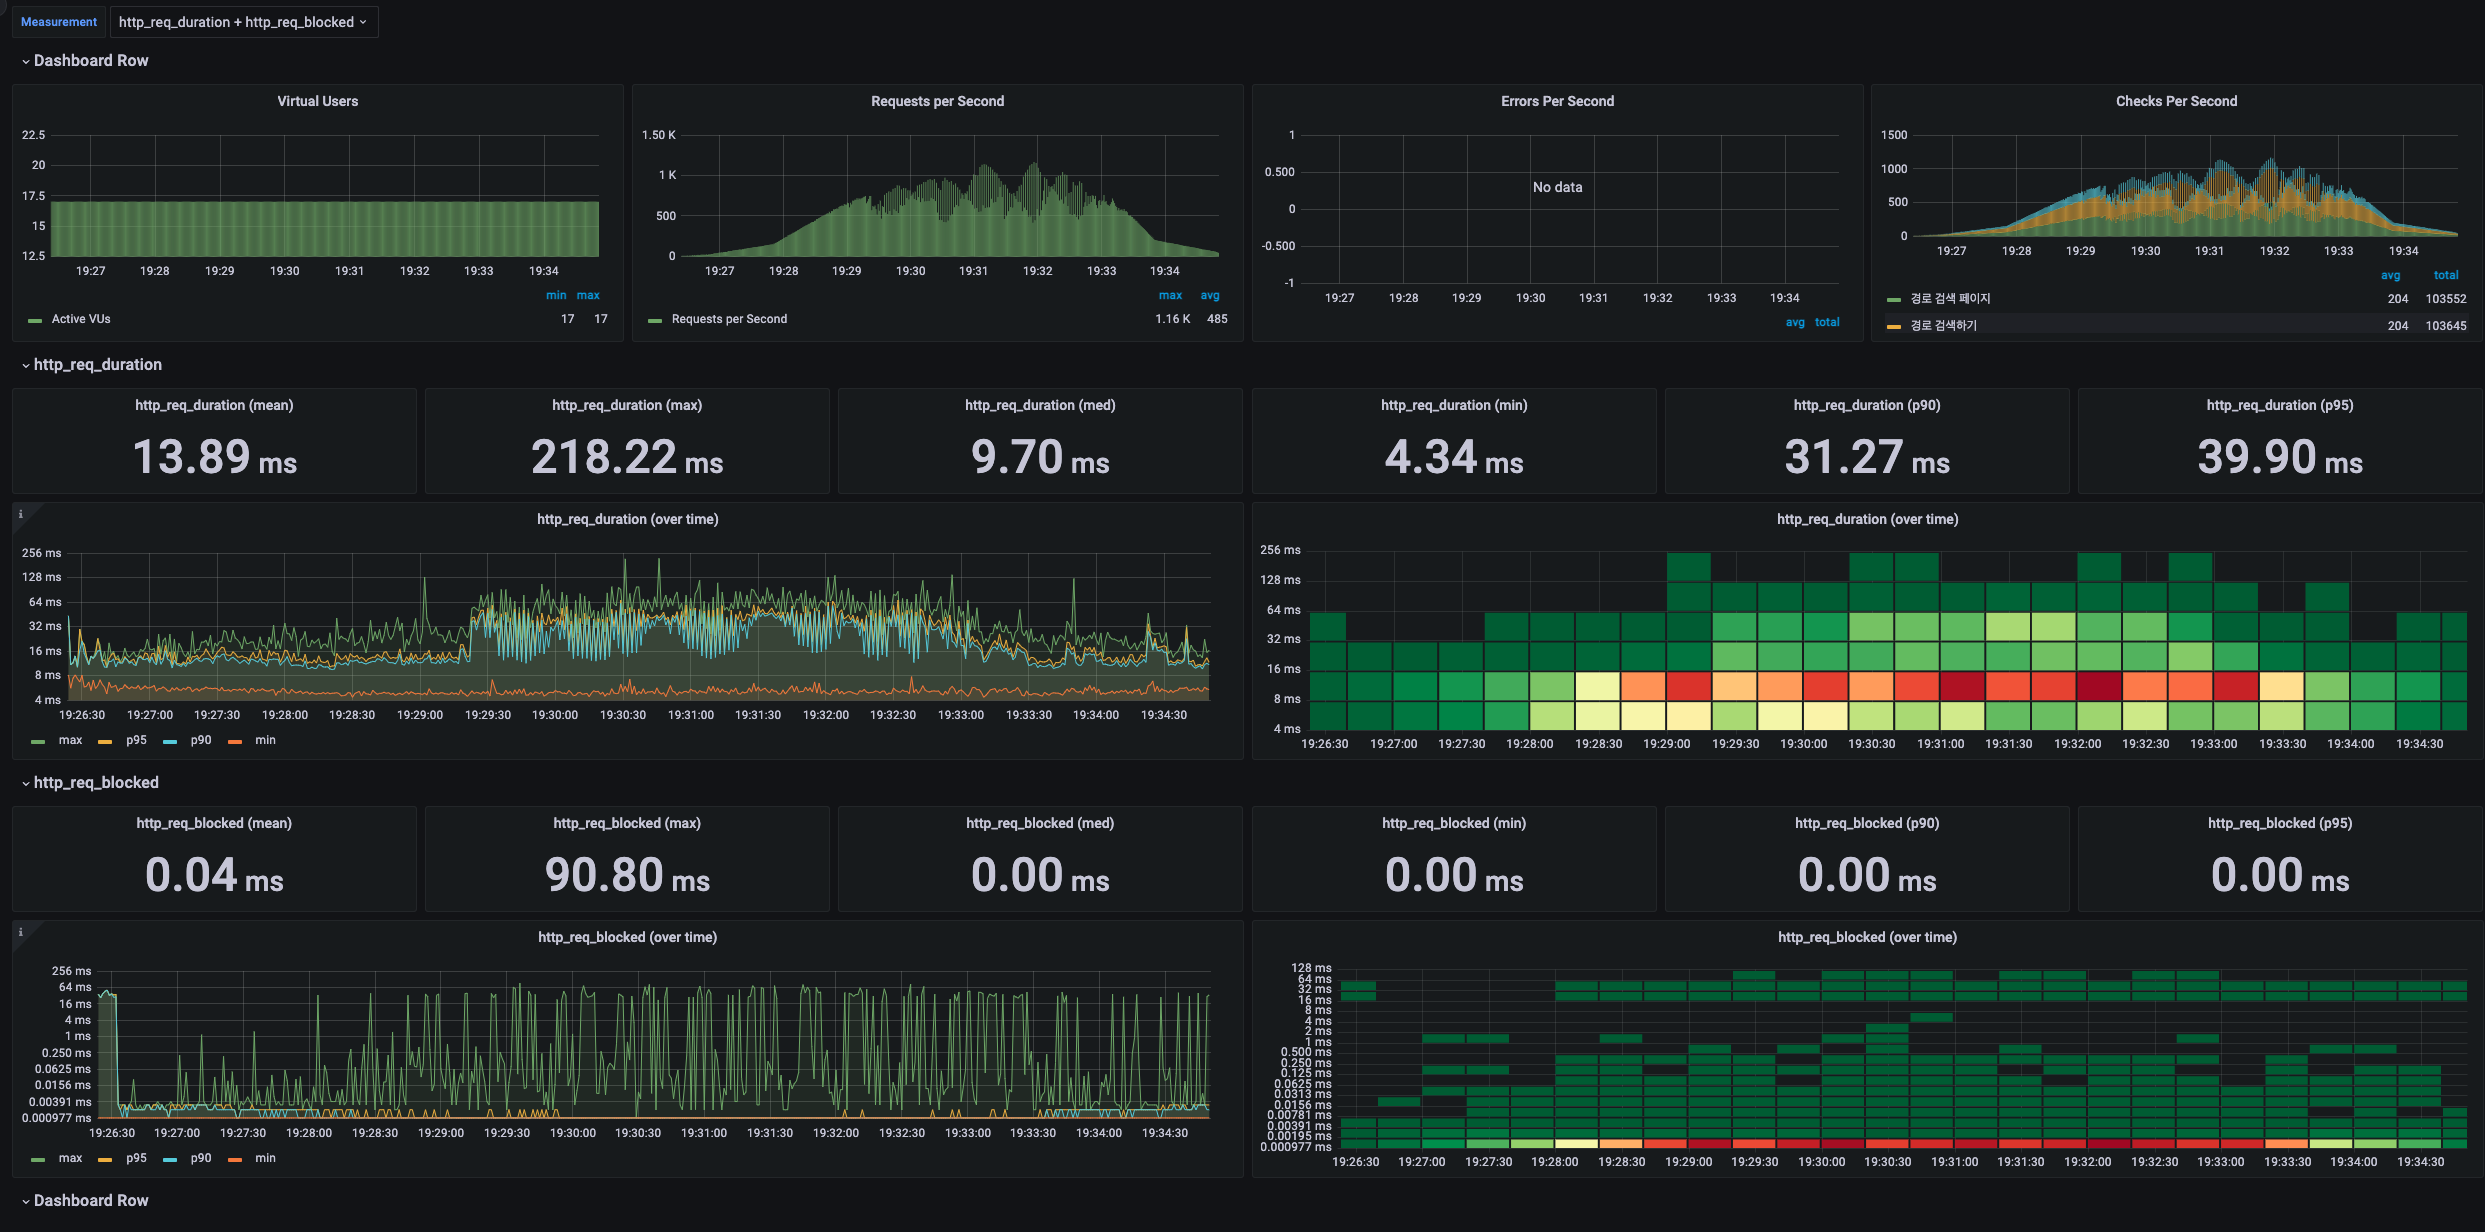 Measurement http_req_duration + http_req_blocked
Dashboard Row
Virtual Users
22.5
20
17.5
15
12.5
19:27 19:28 19:29 19:30 19:31 19:32 19:33 19:34
min max
Active VUs 17 17
Requests per Second
1.50 K
1 K
500
0
19:27 19:28 19:29 19:30 19:31 19:32 19:33 19:34
max avg
Requests per Second 1.16 K 485
Errors Per Second
1
0.500
0
-0.500
-1
No data
19:27 19:28 19:29 19:30 19:31 19:32 19:33 19:34
avg total
Checks Per Second
1500
1000
500
0
19:27 19:28 19:29 19:30 19:31 19:32 19:33 19:34
avg total
경로 검색 페이지 204 103552
경로 검색하기 204 103645
http_req_duration
http_req_duration (mean)
13.89 ms
http_req_duration (max)
218.22 ms
http_req_duration (med)
9.70 ms
http_req_duration (min)
4.34 ms
http_req_duration (p90)
31.27 ms
http_req_duration (p95)
39.90 ms
i
http_req_duration (over time)
256 ms
128 ms
64 ms
32 ms
16 ms
8 ms
4 ms
19:26:30 19:27:00 19:27:30 19:28:00 19:28:30 19:29:00 19:29:30 19:30:00 19:30:30 19:31:00 19:31:30 19:32:00 19:32:30 19:33:00 19:33:30 19:34:00 19:34:30
max p95 p90 min
http_req_duration (over time)
256 ms
128 ms
64 ms
32 ms
16 ms
8 ms
4 ms
19:26:30 19:27:00 19:27:30 19:28:00 19:28:30 19:29:00 19:29:30 19:30:00 19:30:30 19:31:00 19:31:30 19:32:00 19:32:30 19:33:00 19:33:30 19:34:00 19:34:30
http_req_blocked
http_req_blocked (mean)
0.04 ms
http_req_blocked (max)
90.80 ms
http_req_blocked (med)
0.00 ms
http_req_blocked (min)
0.00 ms
http_req_blocked (p90)
0.00 ms
http_req_blocked (p95)
0.00 ms
i
http_req_blocked (over time)
256 ms
64 ms
16 ms
4 ms
1 ms
0.250 ms
0.0625 ms
0.0156 ms
0.00391 ms
0.000977 ms
19:26:30 19:27:00 19:27:30 19:28:00 19:28:30 19:29:00 19:29:30 19:30:00 19:30:30 19:31:00 19:31:30 19:32:00 19:32:30 19:33:00 19:33:30 19:34:00 19:34:30
max p95 p90 min
http_req_blocked (over time)
128 ms
64 ms
32 ms
16 ms
8 ms
4 ms
2 ms
1 ms
0.500 ms
0.250 ms
0.125 ms
0.0625 ms
0.0313 ms
0.0156 ms
0.00781 ms
0.00391 ms
0.00195 ms
0.000977 ms
19:26:30 19:27:00 19:27:30 19:28:00 19:28:30 19:29:00 19:29:30 19:30:00 19:30:30 19:31:00 19:31:30 19:32:00 19:32:30 19:33:00 19:33:30 19:34:00 19:34:30
Dashboard Row